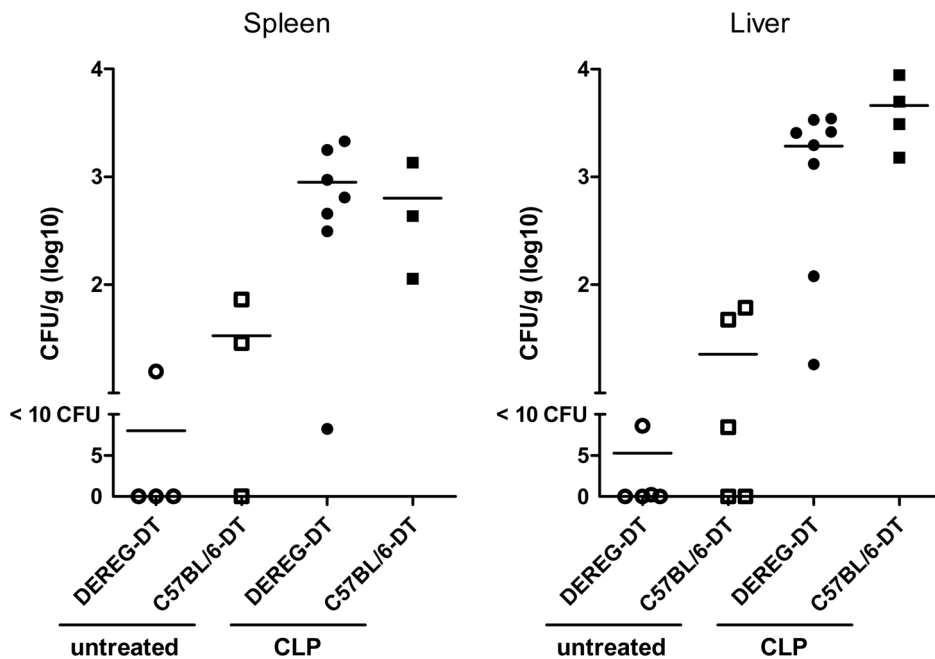 Spleen
CFU/g (log10)
4
3
2
< 10 CFU
5
0
DEREG-DT
C57BL/6-DT
DEREG-DT
C57BL/6-DT
untreated
CLP
Liver
CFU/g (log10)
4
3
2
< 10 CFU
5
0
DEREG-DT
C57BL/6-DT
DEREG-DT
C57BL/6-DT
untreated
CLP